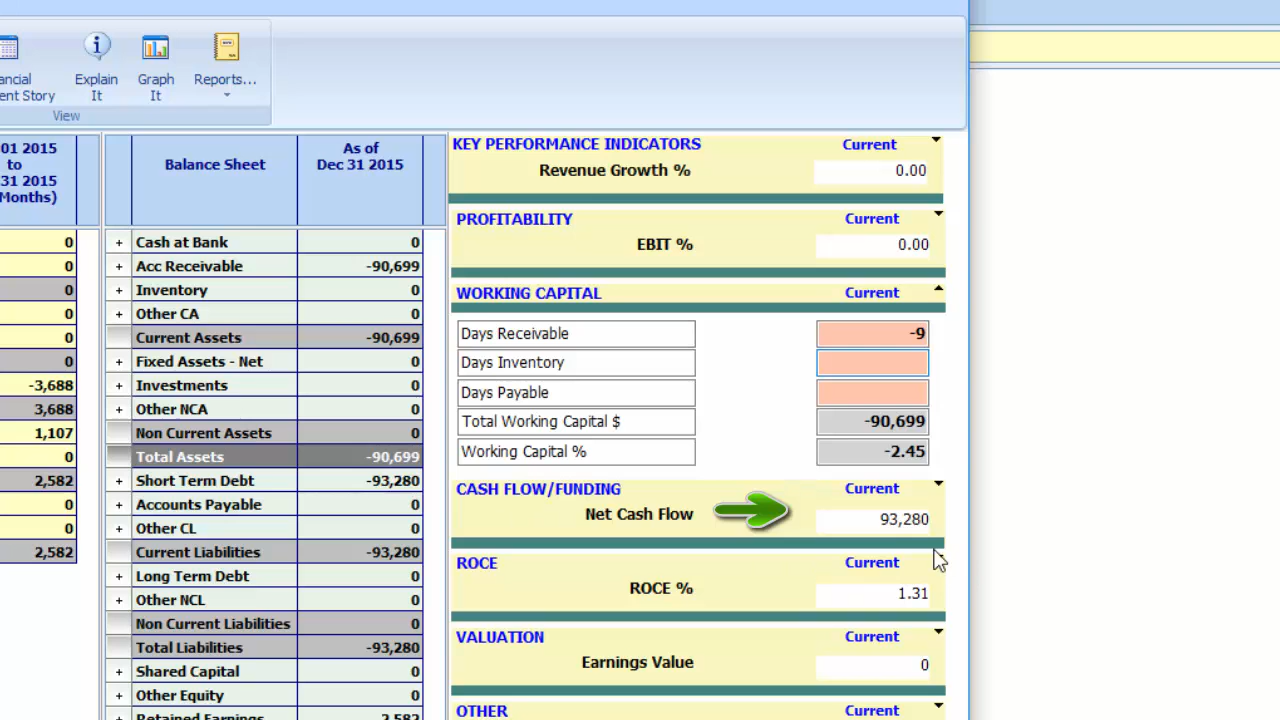 ancial
ent Story
Explain
It
Graph
It
Reports...
View
01 2015
to
31 2015
Months)
0
0
0
0
0
0
-3,688
3,688
1,107
0
2,582
0
0
2,582
Balance Sheet
As of
Dec 31 2015
+ Cash at Bank 0
+ Acc Receivable -90,699
+ Inventory 0
+ Other CA 0
Current Assets -90,699
+ Fixed Assets - Net 0
+ Investments 0
+ Other NCA 0
Non Current Assets 0
Total Assets -90,699
+ Short Term Debt -93,280
+ Accounts Payable 0
+ Other CL 0
Current Liabilities -93,280
+ Long Term Debt 0
+ Other NCL 0
Non Current Liabilities 0
Total Liabilities -93,280
+ Shared Capital 0
+ Other Equity 0
Retained Earnings 2,582
KEY PERFORMANCE INDICATORS Current
Revenue Growth % 0.00
PROFITABILITY Current
EBIT % 0.00
WORKING CAPITAL Current
Days Receivable -9
Days Inventory
Days Payable
Total Working Capital $ -90,699
Working Capital % -2.45
CASH FLOW/FUNDING Current
Net Cash Flow 93,280
ROCE Current
ROCE % 1.31
VALUATION Current
Earnings Value 0
OTHER Current